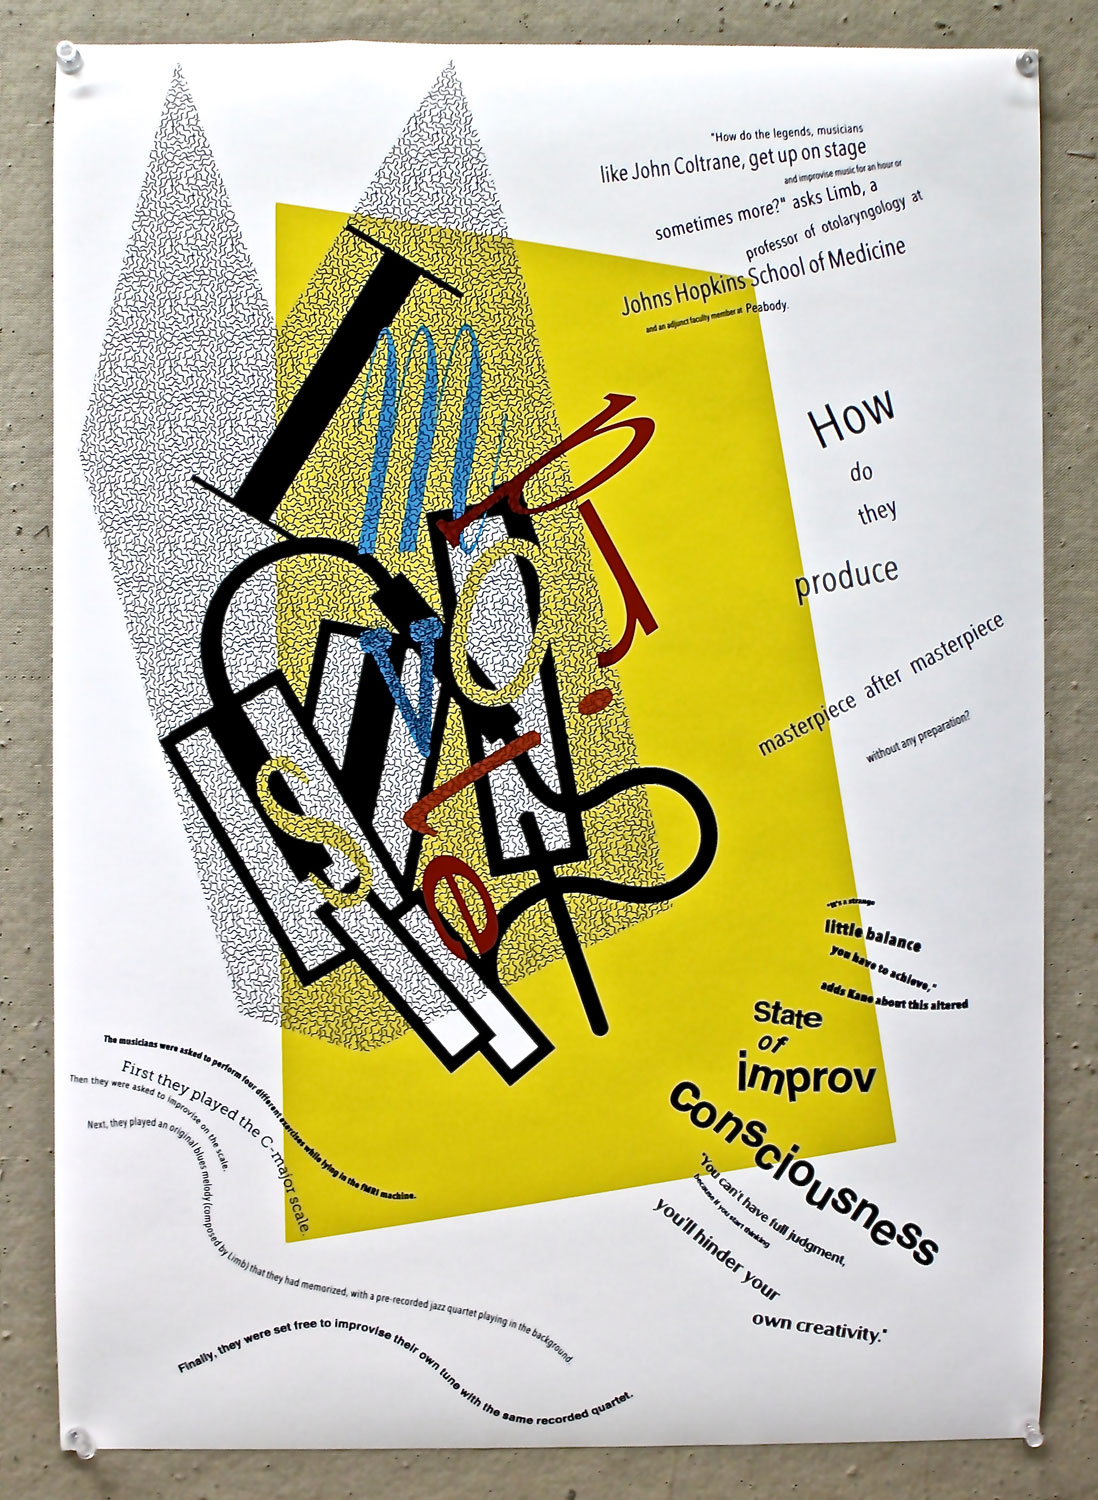 "How do the legends, musicians
like John Coltrane, get up on stage
and improvise music for an hour or
sometimes more?" asks Limb, a
professor of otolaryngology at
Johns Hopkins School of Medicine
and an adjunct faculty member at Peabody.
How
do
they
produce
masterpiece after masterpiece
without any preparation?
Improvise
"It's a strange
little balance
you have to achieve,"
adds Kane about this altered
State
of
improv
consciousness
"You can't have full judgment,
because if you start thinking
you'll hinder your
own creativity."
The musicians were asked to perform four different exercises while lying in the fMRI machine.
First they played the C-major scale.
Then they were asked to improvise on the scale.
Next, they played an original blues melody (composed by Limb) that they had memorized, with a pre-recorded jazz quartet playing in the background.
Finally, they were set free to improvise their own tune with the same recorded quartet.